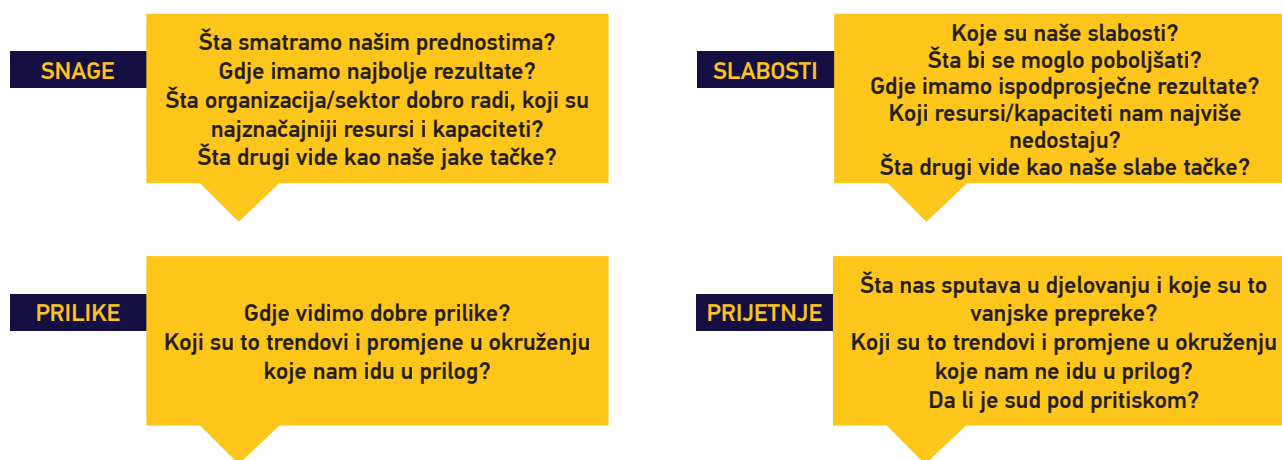 SNAGE
Šta smatramo našim prednostima?
Gdje imamo najbolje rezultate?
Šta organizacija/sektor dobro radi, koji su
najznačajniji resursi i kapaciteti?
Šta drugi vide kao naše jake tačke?
SLABOSTI
Koje su naše slabosti?
Šta bi se moglo poboljšati?
Gdje imamo ispodprosječne rezultate?
Koji resursi/kapaciteti nam najviše
nedostaju?
Šta drugi vide kao naše slabe tačke?
PRILIKE
Gdje vidimo dobre prilike?
Koji su to trendovi i promjene u okruženju
koje nam idu u prilog?
PRIJETNJE
Šta nas sputava u djelovanju i koje su to
vanjske prepreke?
Koji su to trendovi i promjene u okruženju
koje nam ne idu u prilog?
Da li je sud pod pritiskom?